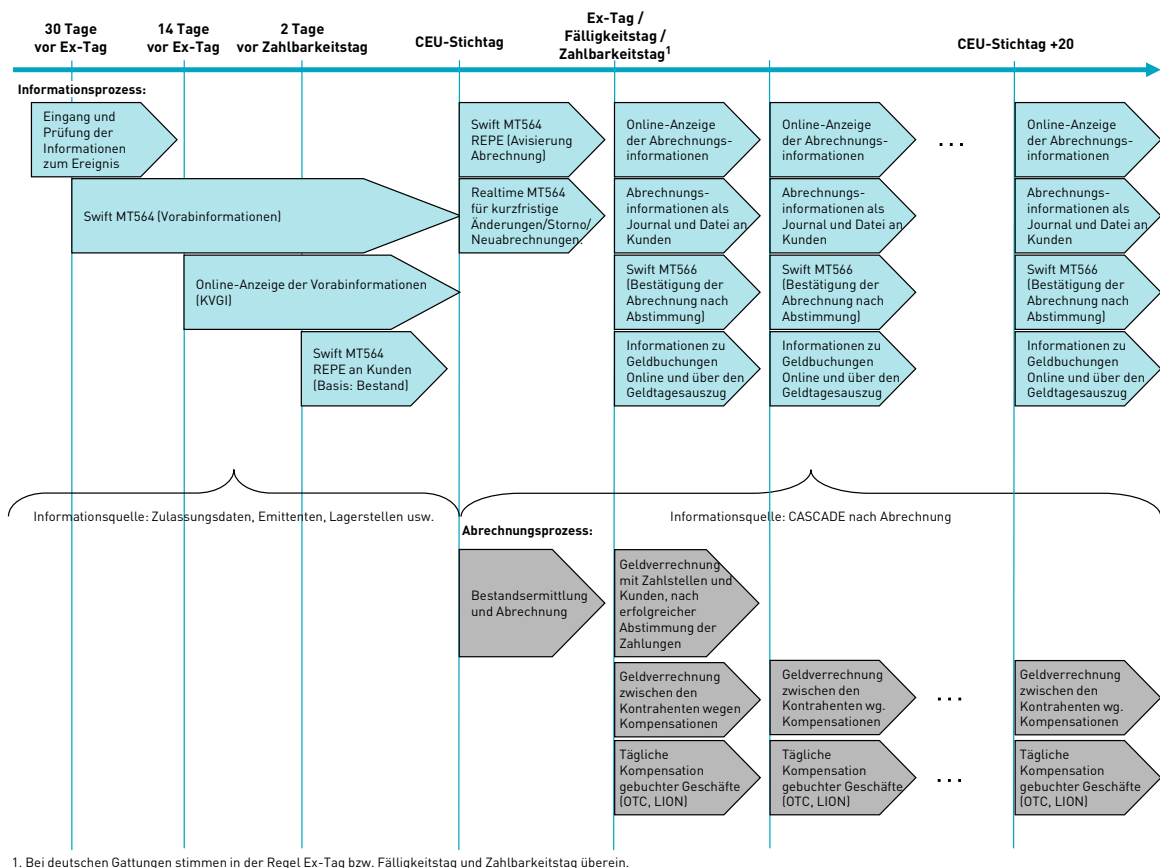 30 Tage
vor Ex-Tag
14 Tage
vor Ex-Tag
2 Tage
vor Zahlbarkeitstag
CEU-Stichtag
Ex-Tag /
Fälligkeitstag /
Zahlbarkeitstag1
CEU-Stichtag +20
Informationsprozess:
Eingang und
Prüfung der
Informationen
zum Ereignis
Swift MT564
REPE (Avisierung
Abrechnung)
Online-Anzeige
der Abrechnungs-
informationen
Online-Anzeige
der Abrechnungs-
informationen
...
Online-Anzeige
der Abrechnungs-
informationen
Swift MT564 (Vorabinformationen)
Realtime MT564
für kurzfristige
Änderungen/Storno/
Neuabrechnungen.
Abrechnungs-
informationen als
Journal und Datei an
Kunden
Abrechnungs-
informationen als
Journal und Datei an
Kunden
Abrechnungs-
informationen als
Journal und Datei an
Kunden
Online-Anzeige der Vorabinformationen
(KVGI)
Swift MT566
(Bestätigung der
Abrechnung nach
Abstimmung)
Swift MT566
(Bestätigung der
Abrechnung nach
Abstimmung)
Swift MT566
(Bestätigung der
Abrechnung nach
Abstimmung)
Swift MT564
REPE an Kunden
(Basis: Bestand)
Informationen zu
Geldbuchungen
Online und über den
Geldtagesauszug
Informationen zu
Geldbuchungen
Online und über den
Geldtagesauszug
Informationen zu
Geldbuchungen
Online und über den
Geldtagesauszug
Informationsquelle: Zulassungsdaten, Emittenten, Lagerstellen usw.
Informationsquelle: CASCADE nach Abrechnung
Abrechnungsprozess:
Bestandsermittlung
und Abrechnung
Geldverrechnung
mit Zahlstellen und
Kunden, nach
erfolgreicher
Abstimmung der
Zahlungen
Geldverrechnung
zwischen den
Kontrahenten wegen
Kompensationen
Geldverrechnung
zwischen den
Kontrahenten wg.
Kompensationen
...
Geldverrechnung
zwischen den
Kontrahenten wg.
Kompensationen
Tägliche
Kompensation
gebuchter Geschäfte
(OTC, LION)
Tägliche
Kompensation
gebuchter Geschäfte
(OTC, LION)
...
Tägliche
Kompensation
gebuchter Geschäfte
(OTC, LION)
1. Bei deutschen Gattungen stimmen in der Regel Ex-Tag bzw. Fälligkeitstag und Zahlbarkeitstag überein.